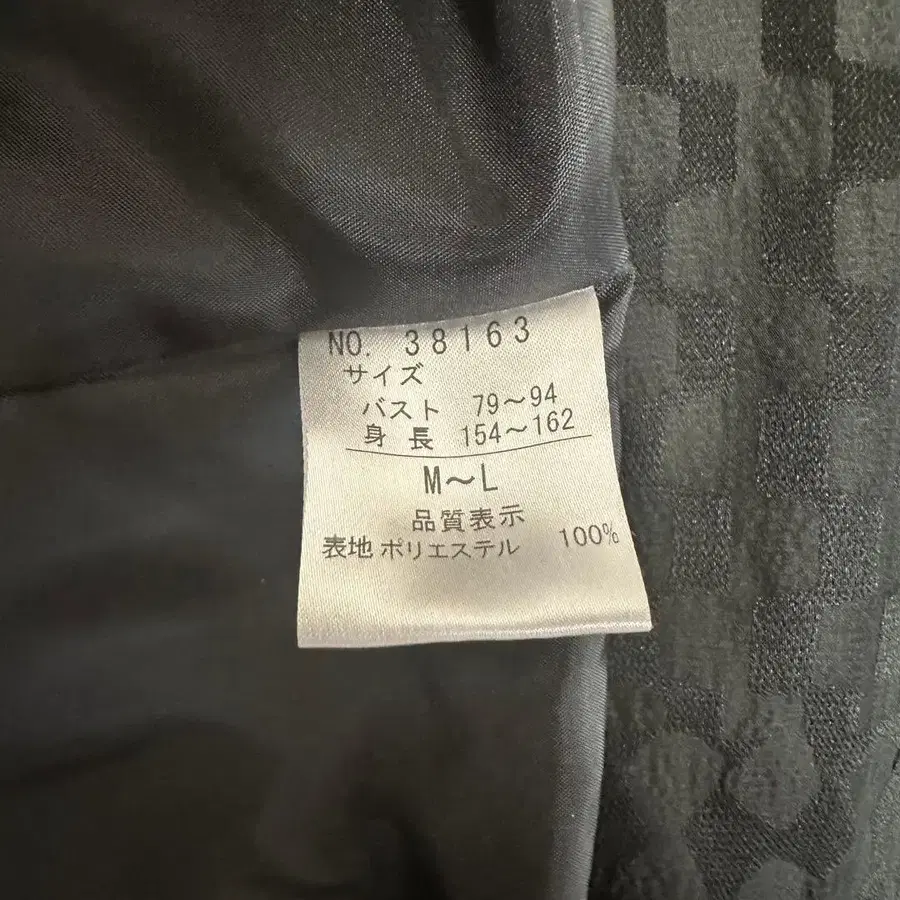 NO. 38163
サイズ
バスト 79〜94
身長 154〜162
M〜L
品質表示
表地 ポリエステル 100%